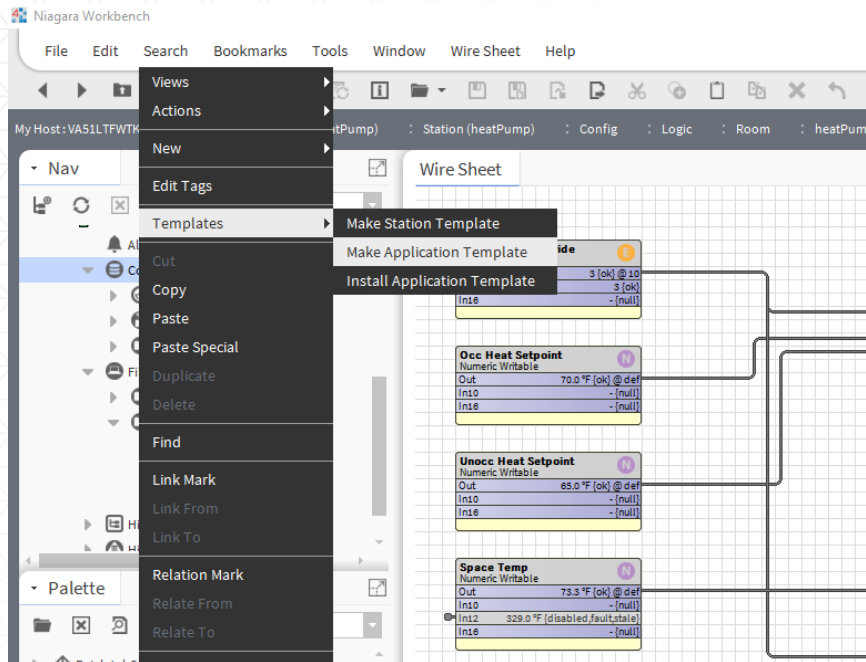 Niagara Workbench
File Edit Search Bookmarks Tools Window Wire Sheet Help
My Host : VA51LTFWTK
tPump) : Station (heatPump) : Config : Logic : Room : heatPum
Nav
Al
Co
Fi
Hi
Hi
Palette
Views
Actions
New
Edit Tags
Templates
Cut
Copy
Paste
Paste Special
Duplicate
Delete
Find
Link Mark
Link From
Link To
Relation Mark
Relate From
Relate To
Make Station Template
Make Application Template
Install Application Template
Wire Sheet
ide
E
3 {ok} @ 10
3 {ok}
In16 - {null}
Occ Heat Setpoint
N
Numeric Writable
Out 70.0 °F {ok} @ def
In10 - {null}
In16 - {null}
Unocc Heat Setpoint
N
Numeric Writable
Out 65.0 °F {ok} @ def
In10 - {null}
In16 - {null}
Space Temp
N
Numeric Writable
Out 73.3 °F {ok} @ def
In10 - {null}
In12 329.0 °F {disabled,fault,stale}
In16 - {null}